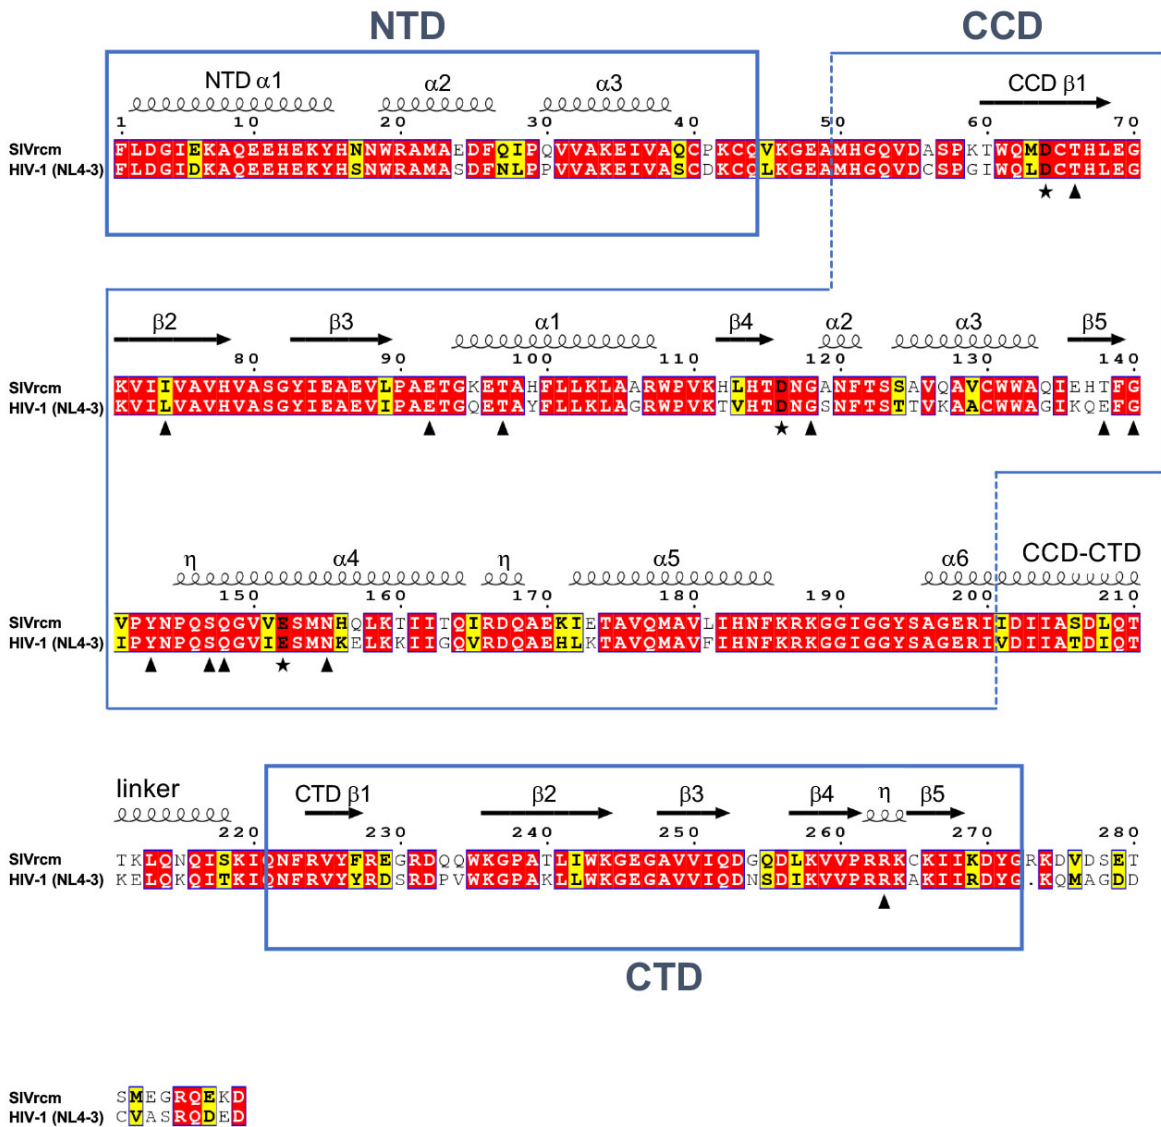 NTD CCD
NTD α1 α2 α3 CCD β1
1 10 20 30 40 50 60 70
SIVrcm FLDGIEKAQEEHEKYHNNWRAMAEDFQIPQVVAKEIVAQCPKCQVKGEAMHGQVDASPKTWQMDCTHLEG
HIV-1 (NL4-3) FLDGIDKAQEEHEKYHSNWRAMASDFNLPPVVAKEIVASCDKCQLKGEAMHGQVDCSPGIWQLDCTHLEG
β2 β3 α1 β4 α2 α3 β5
80 90 100 110 120 130 140
SIVrcm KVIIVAVHVASGYIEAEVLPAETGKETAHFLLKLAARWPVKHLHTDNGANFTSSAVQAVCWWAQIEHTFG
HIV-1 (NL4-3) KVILVAVHVASGYIEAEVIPAETGQETAYFLLKLAGRWPVKTVHTDNGSNFTSTTVKAACWWAGIKQEFG
η α4 η α5 α6 CCD-CTD
150 160 170 180 190 200 210
SIVrcm VPYNPQSQGVVESMNHQLKTIITQIRDQAEKIETAVQMAVLIHNFKRKGGIGGYSAGERIIDIIASDLQT
HIV-1 (NL4-3) IPYNPQSQGVIESMNKELKKIIGQVRDQAEHLKTAVQMAVFIHNFKRKGGIGGYSAGERIVDIIATDIQT
linker CTD β1 β2 β3 β4 η β5
220 230 240 250 260 270 280
SIVrcm TKLQNQISKIQNFRVYFREGRDQQWKGPATLIWKGEGAVVIQDGQDLKVVPRRKCKIIKDYGRKDVDSET
HIV-1 (NL4-3) KELQKQITKIQNFRVYYRDSRDPVWKGPAKLLWKGEGAVVIQDNSDIKVVPRRKAKIIRDYG.KQMAGDD
CTD
SIVrcm SMEGRQEKD
HIV-1 (NL4-3) CVASRQDED